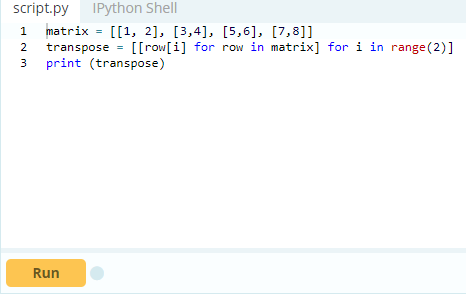 script.py IPython Shell
1 matrix = [[1, 2], [3,4], [5,6], [7,8]]
2 transpose = [[row[i] for row in matrix] for i in range(2)]
3 print (transpose)
Run